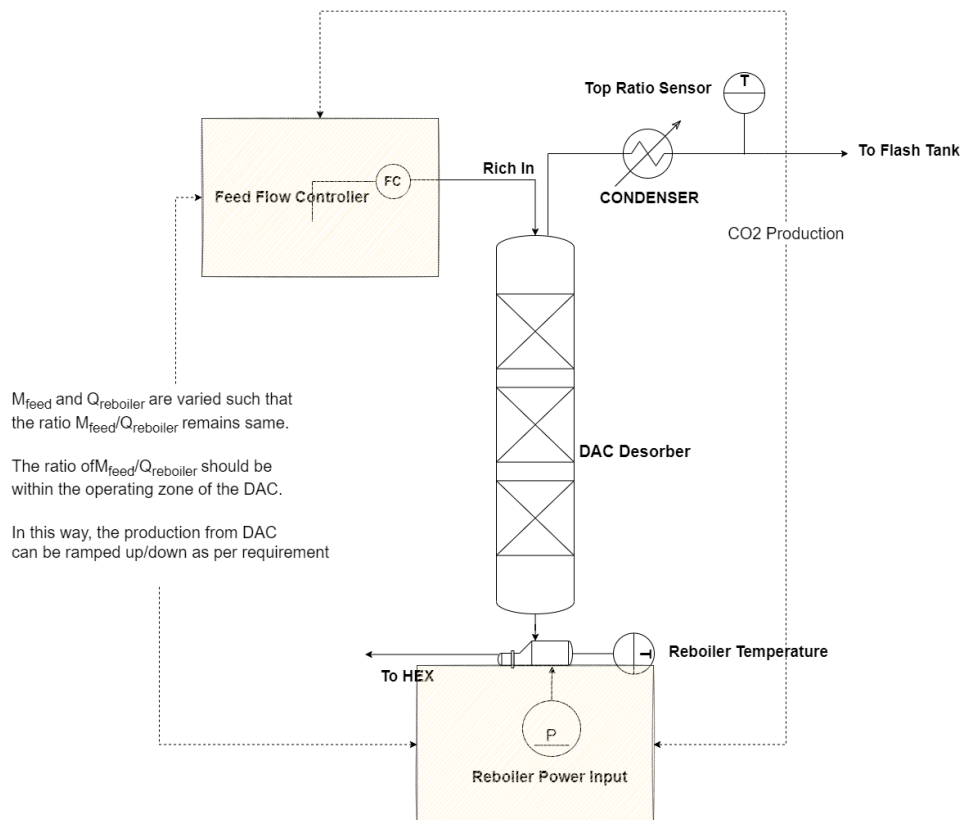 T
Top Ratio Sensor
To Flash Tank
Rich In
FC
Feed Flow Controller
CONDENSER
CO2 Production
Mfeed and Qreboiler are varied such that
the ratio Mfeed/Qreboiler remains same.
The ratio ofMfeed/Qreboiler should be
within the operating zone of the DAC.
In this way, the production from DAC
can be ramped up/down as per requirement
DAC Desorber
T
Reboiler Temperature
To HEX
P
Reboiler Power Input